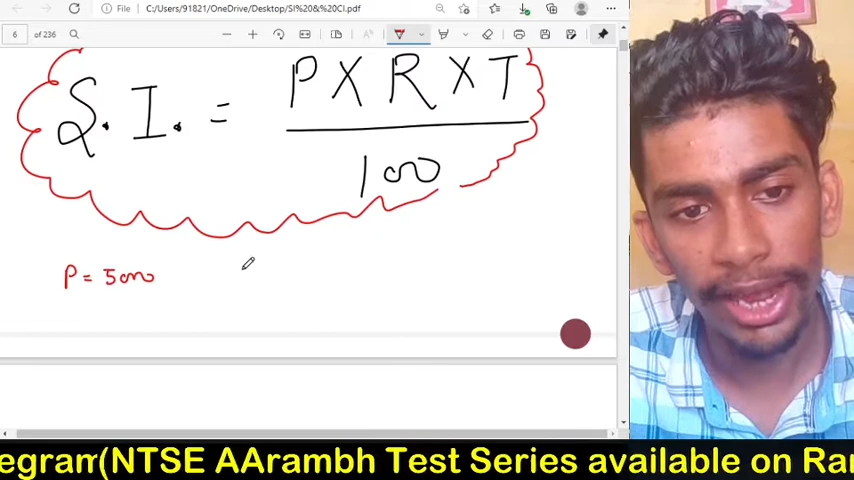 File
C:/Users/91821/OneDrive/Desktop/SI%20&%20CI.pdf
6 of 236
S. I. = P X R X T
100
P = 5000
egram(NTSE AArambh Test Series available on Ra